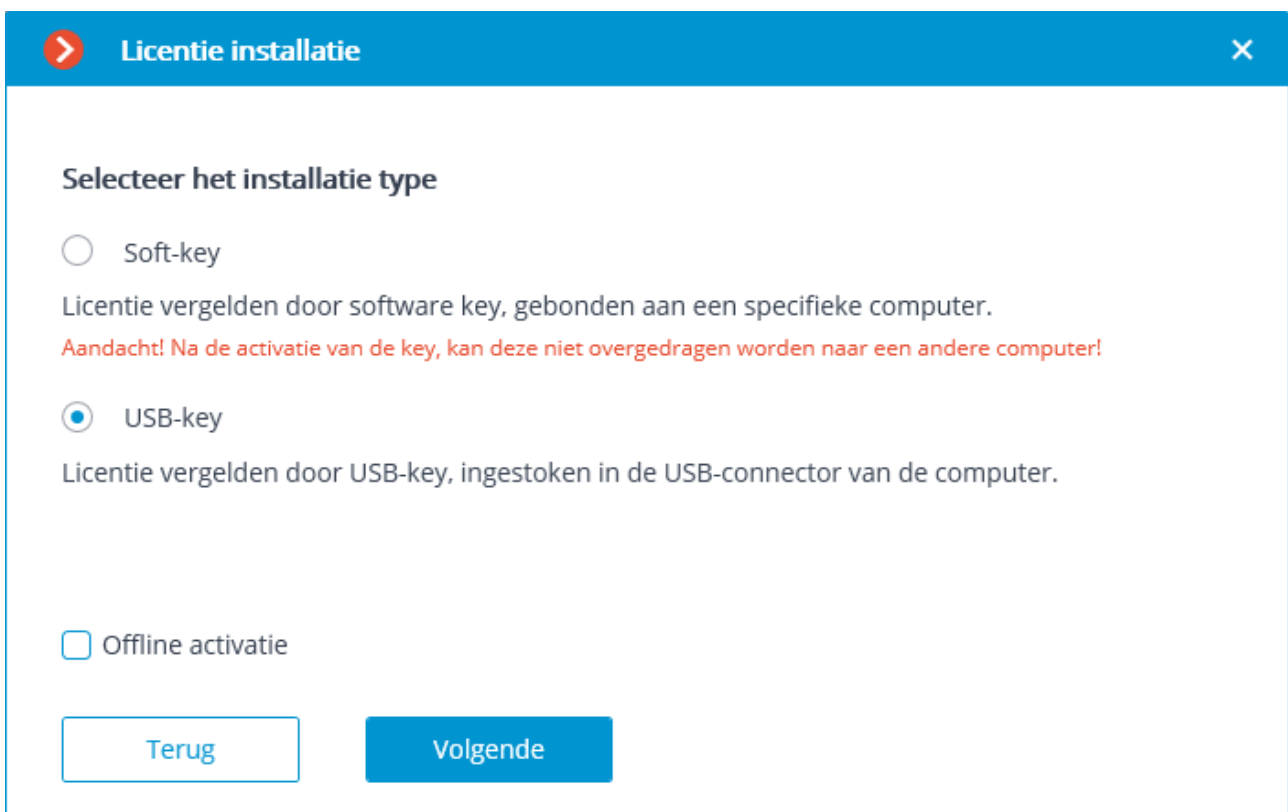 Licentie installatie
Selecteer het installatie type
Soft-key
Licentie vergelden door software key, gebonden aan een specifieke computer.
Aandacht! Na de activatie van de key, kan deze niet overgedragen worden naar een andere computer!
USB-key
Licentie vergelden door USB-key, ingestoken in de USB-connector van de computer.
Offline activatie
Terug
Volgende